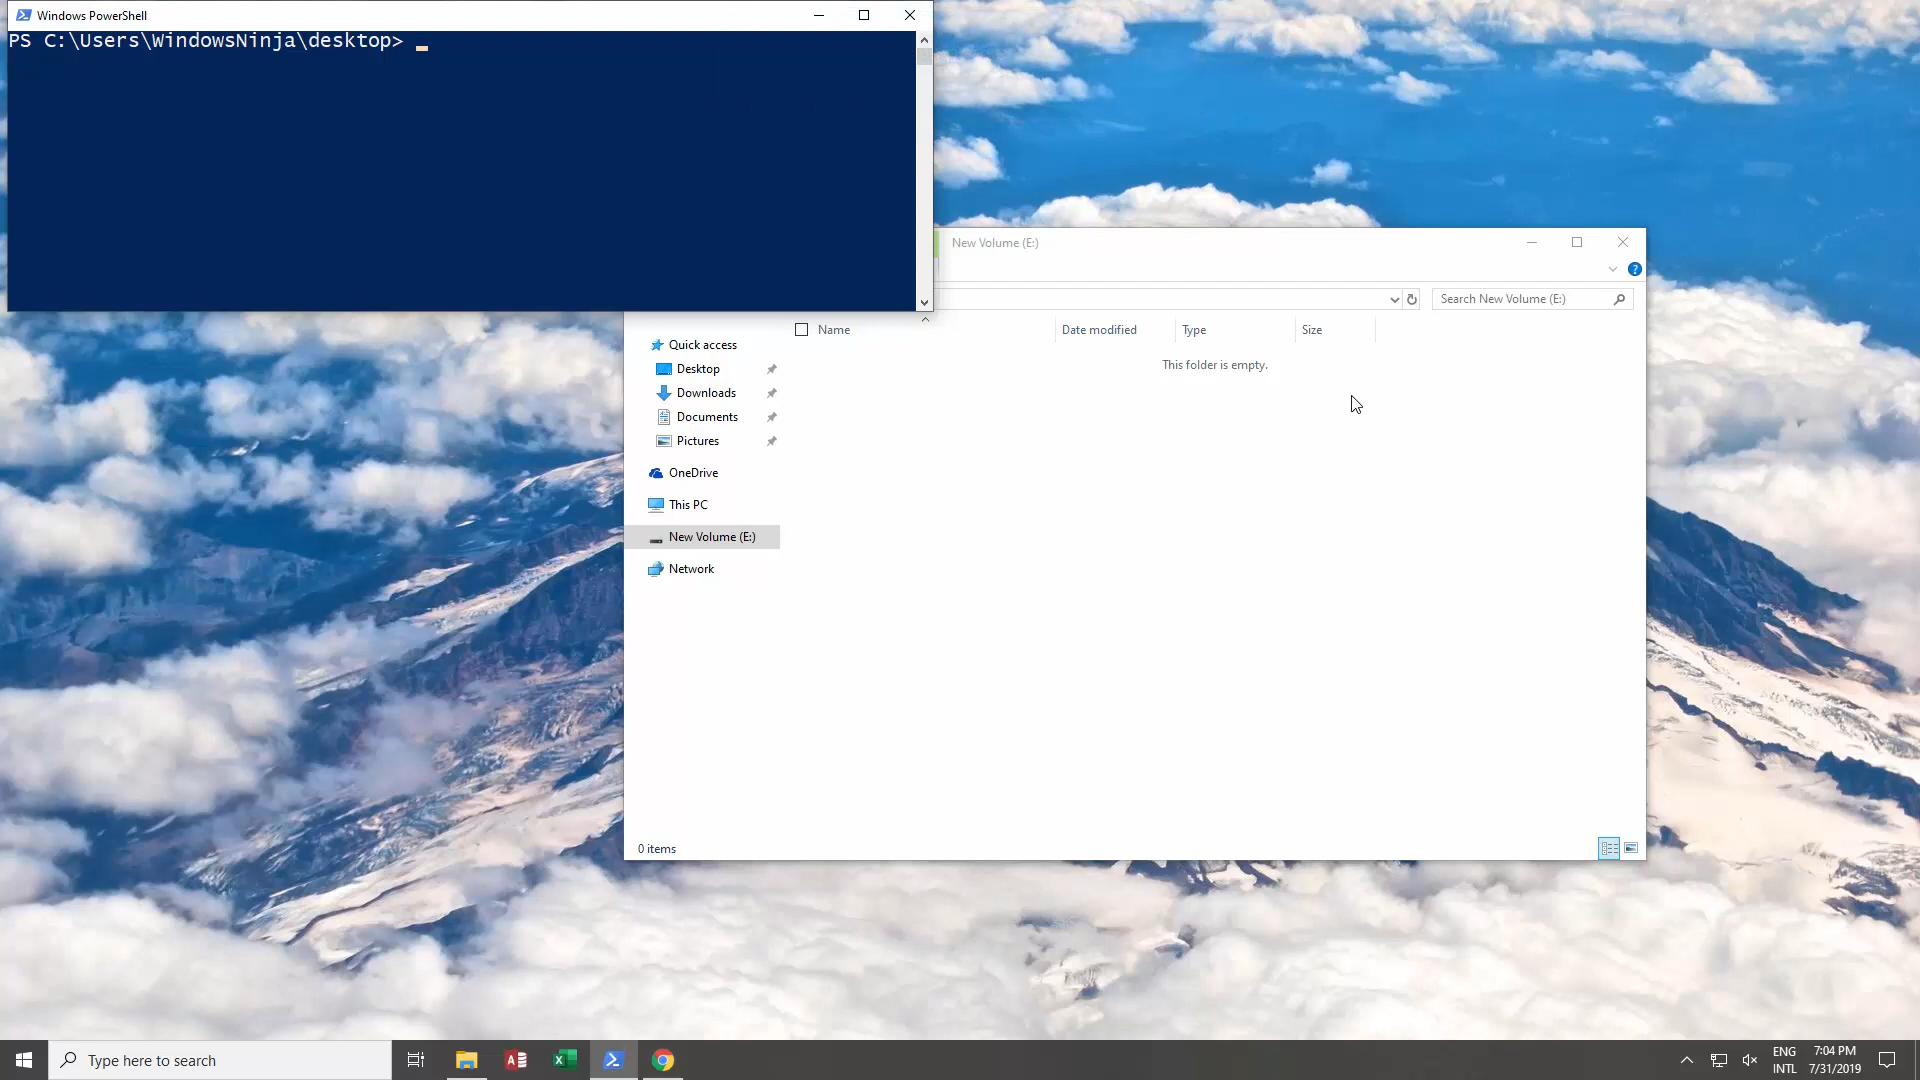 Windows PowerShell
PS C:\Users\WindowsNinja\desktop>
New Volume (E:)
Search New Volume (E:)
Name
Date modified
Type
Size
This folder is empty.
Quick access
Desktop
Downloads
Documents
Pictures
OneDrive
This PC
New Volume (E:)
Network
0 items
Type here to search
ENG
INTL
7:04 PM
7/31/2019